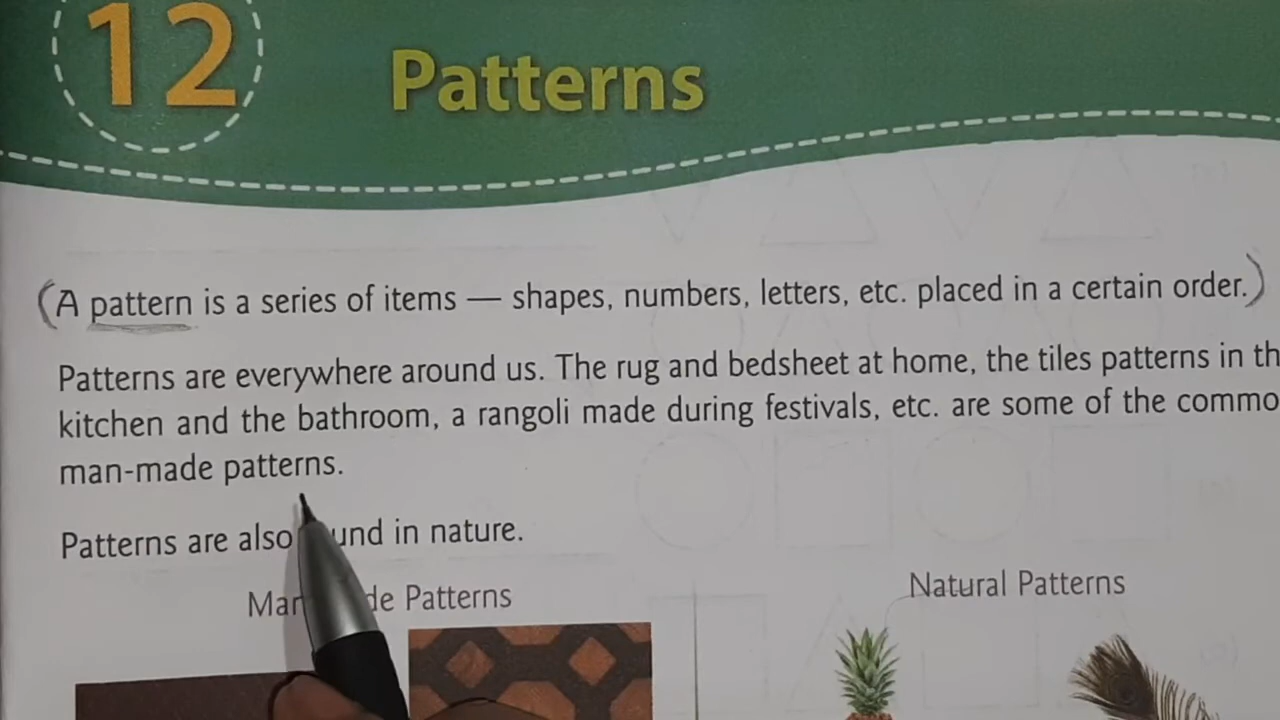 12
Patterns
(A pattern is a series of items — shapes, numbers, letters, etc. placed in a certain order.)
Patterns are everywhere around us. The rug and bedsheet at home, the tiles patterns in th
kitchen and the bathroom, a rangoli made during festivals, etc. are some of the commo
man-made patterns.
Patterns are also und in nature.
Man de Patterns
Natural Patterns